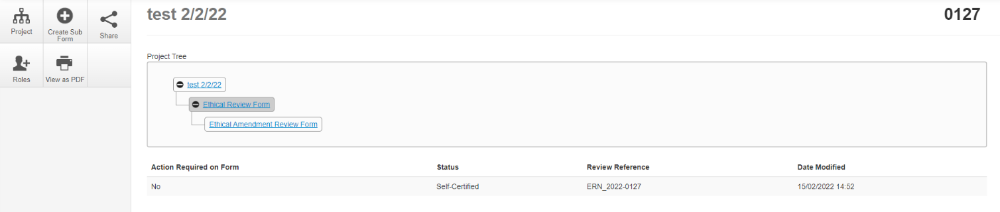 test 2/2/22
0127
Project
Create Sub
Form
Share
Roles
View as PDF
Project Tree
test 2/2/22
Ethical Review Form
Ethical Amendment Review Form
Action Required on Form Status Review Reference Date Modified
No Self-Certified ERN_2022-0127 15/02/2022 14:52